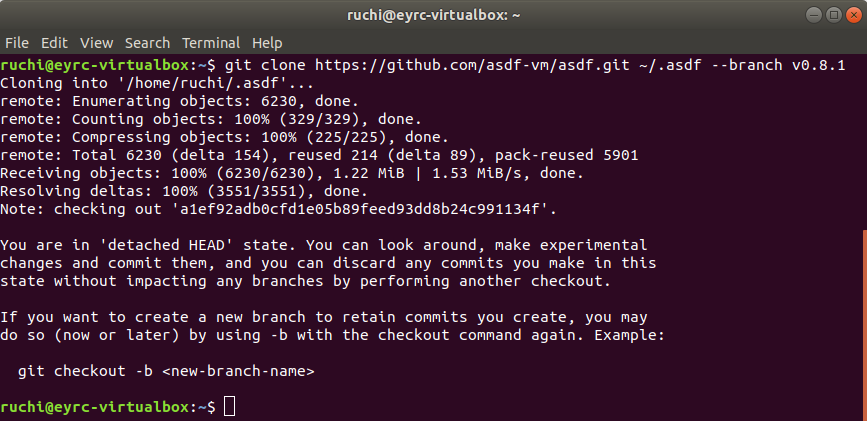 ruchi@eyrc-virtualbox: ~
File Edit View Search Terminal Help
ruchi@eyrc-virtualbox:~$ git clone https://github.com/asdf-vm/asdf.git ~/.asdf --branch v0.8.1
Cloning into '/home/ruchi/.asdf'...
remote: Enumerating objects: 6230, done.
remote: Counting objects: 100% (329/329), done.
remote: Compressing objects: 100% (225/225), done.
remote: Total 6230 (delta 154), reused 214 (delta 89), pack-reused 5901
Receiving objects: 100% (6230/6230), 1.22 MiB | 1.53 MiB/s, done.
Resolving deltas: 100% (3551/3551), done.
Note: checking out 'a1ef92adb0cfd1e05b89feed93dd8b24c991134f'.

You are in 'detached HEAD' state. You can look around, make experimental
changes and commit them, and you can discard any commits you make in this
state without impacting any branches by performing another checkout.

If you want to create a new branch to retain commits you create, you may
do so (now or later) by using -b with the checkout command again. Example:

  git checkout -b <new-branch-name>

ruchi@eyrc-virtualbox:~$